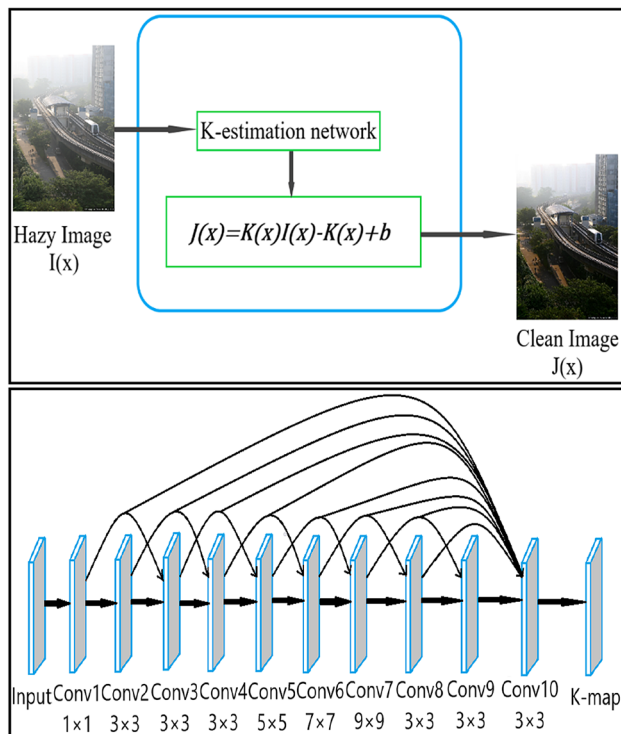 K-estimation network
J(x)=K(x)I(x)-K(x)+b
Hazy Image
I(x)
Clean Image
J(x)
Input Conv1 Conv2 Conv3 Conv4 Conv5 Conv6 Conv7 Conv8 Conv9 Conv10 K-map
1×1 3×3 3×3 3×3 5×5 7×7 9×9 3×3 3×3 3×3